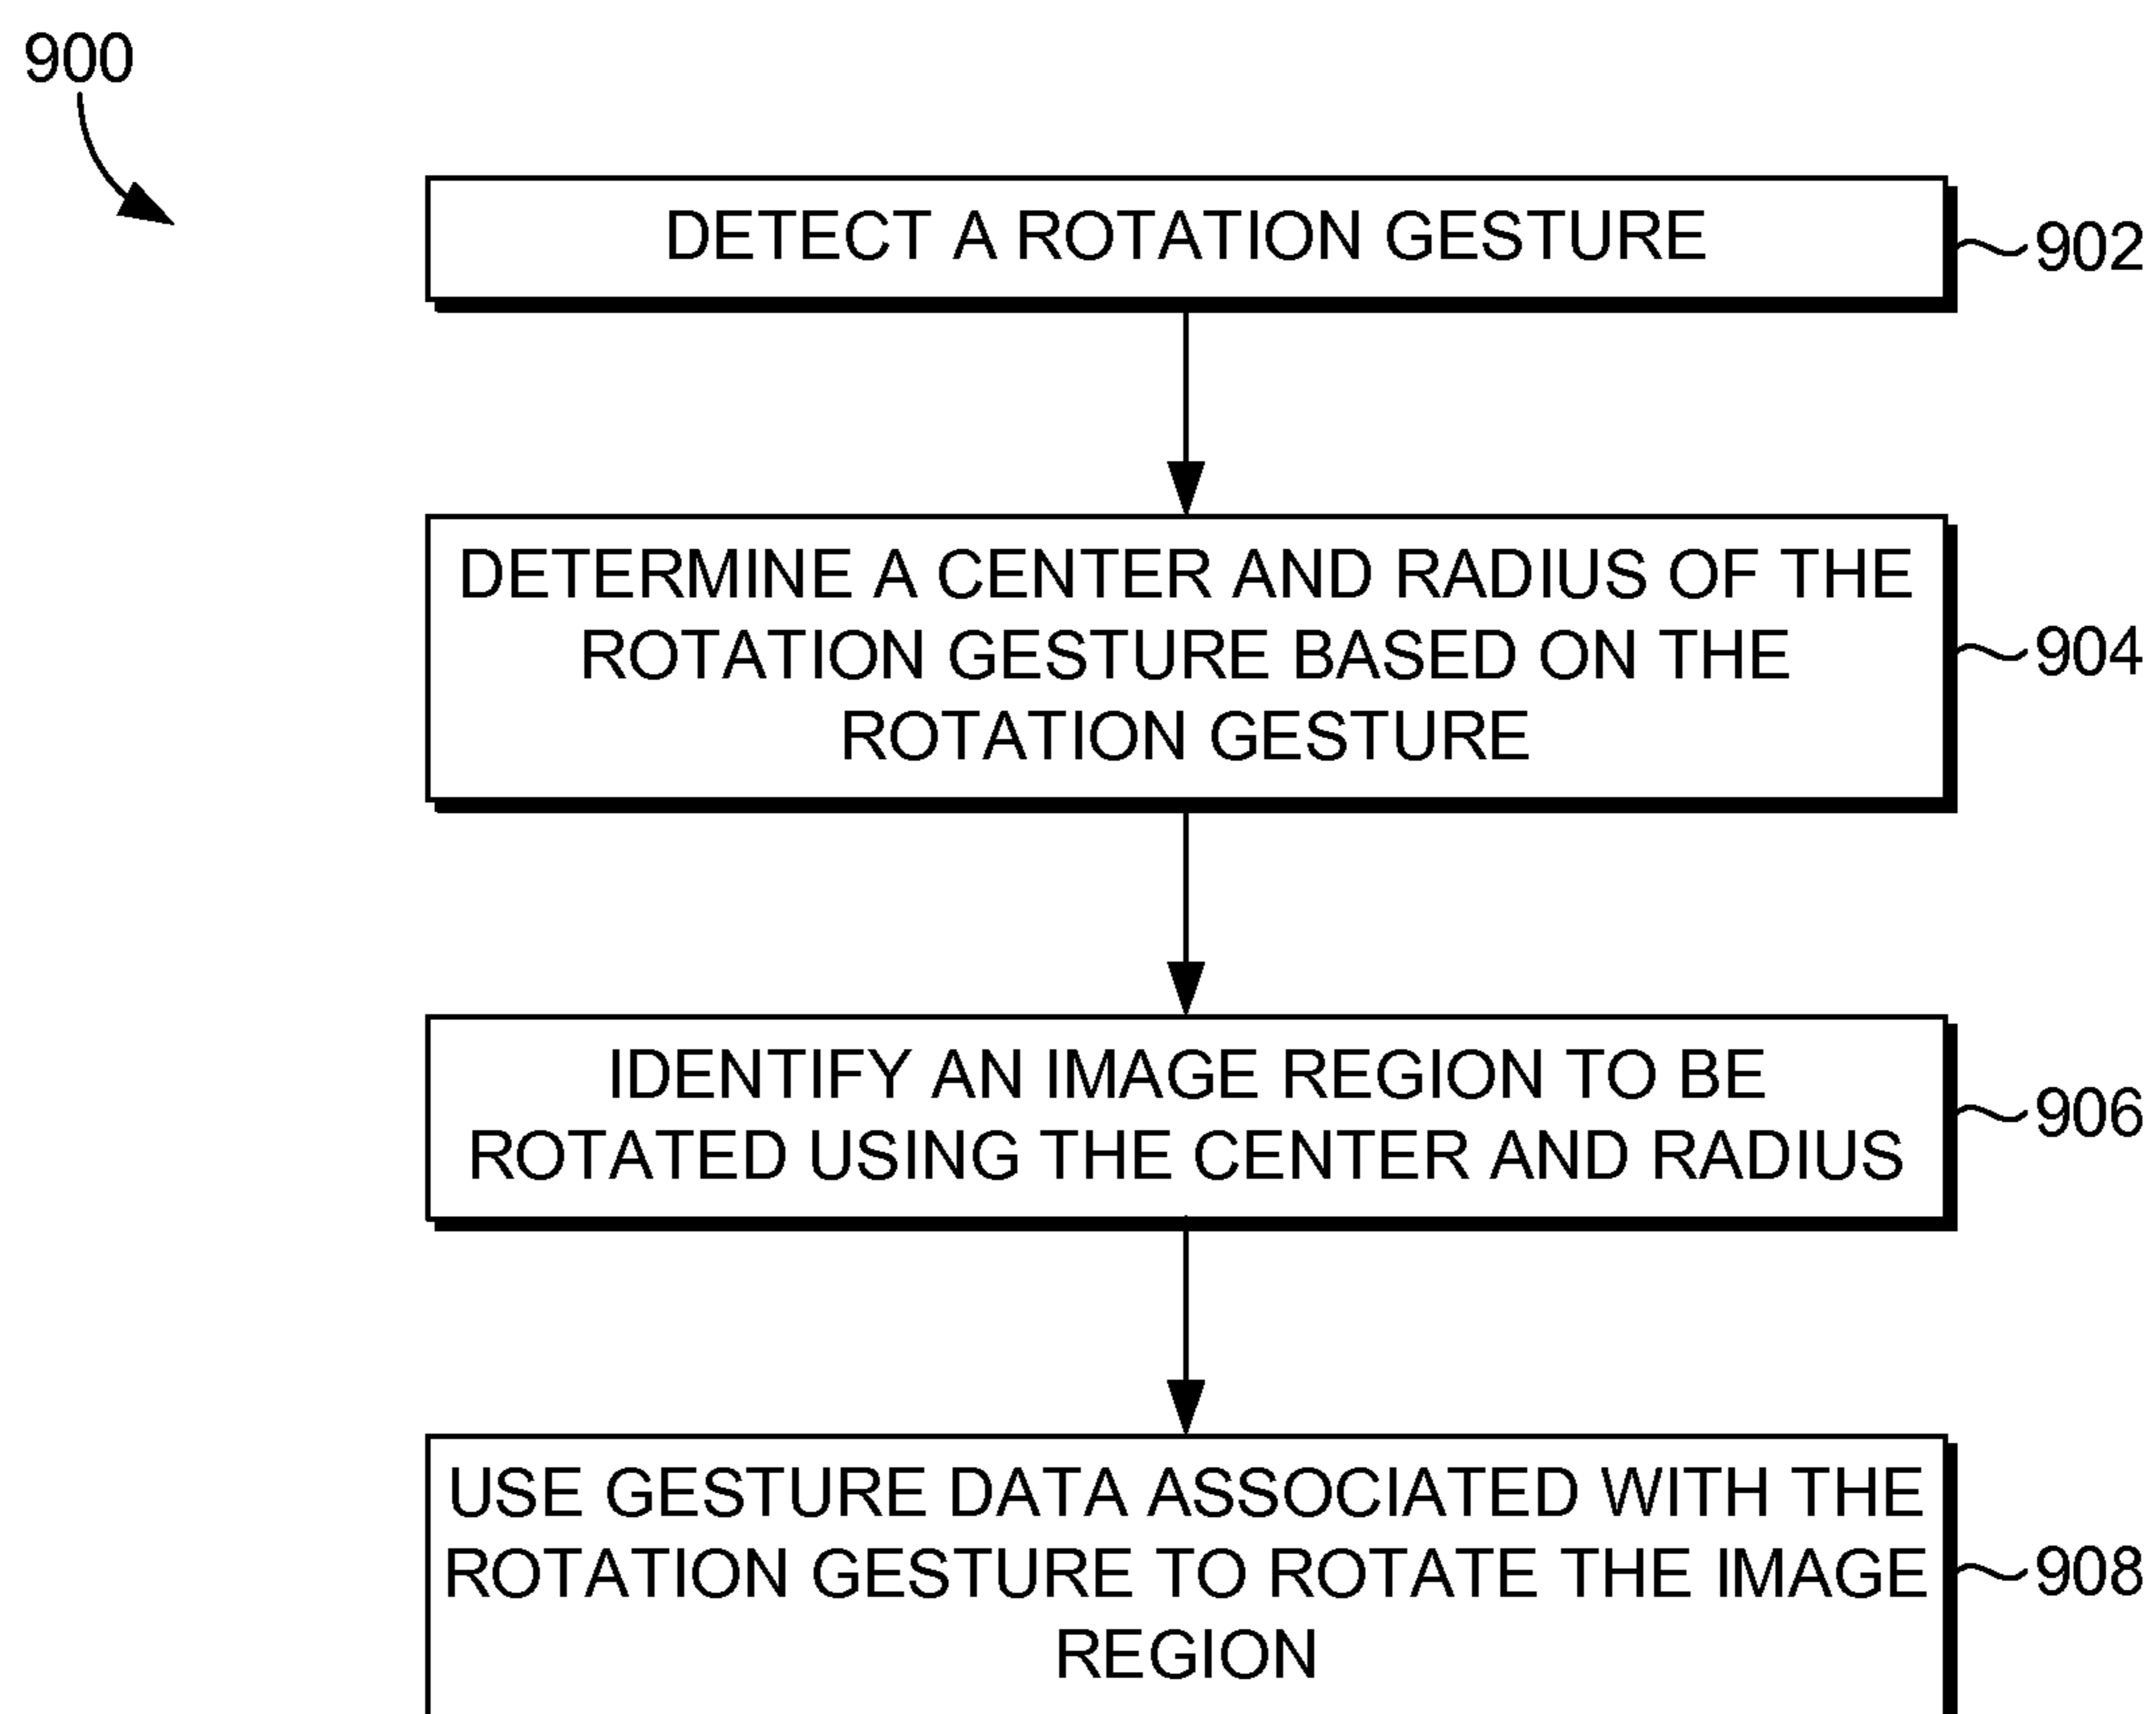 900
DETECT A ROTATION GESTURE
902
DETERMINE A CENTER AND RADIUS OF THE
ROTATION GESTURE BASED ON THE
ROTATION GESTURE
904
IDENTIFY AN IMAGE REGION TO BE
ROTATED USING THE CENTER AND RADIUS
906
USE GESTURE DATA ASSOCIATED WITH THE
ROTATION GESTURE TO ROTATE THE IMAGE
REGION
908